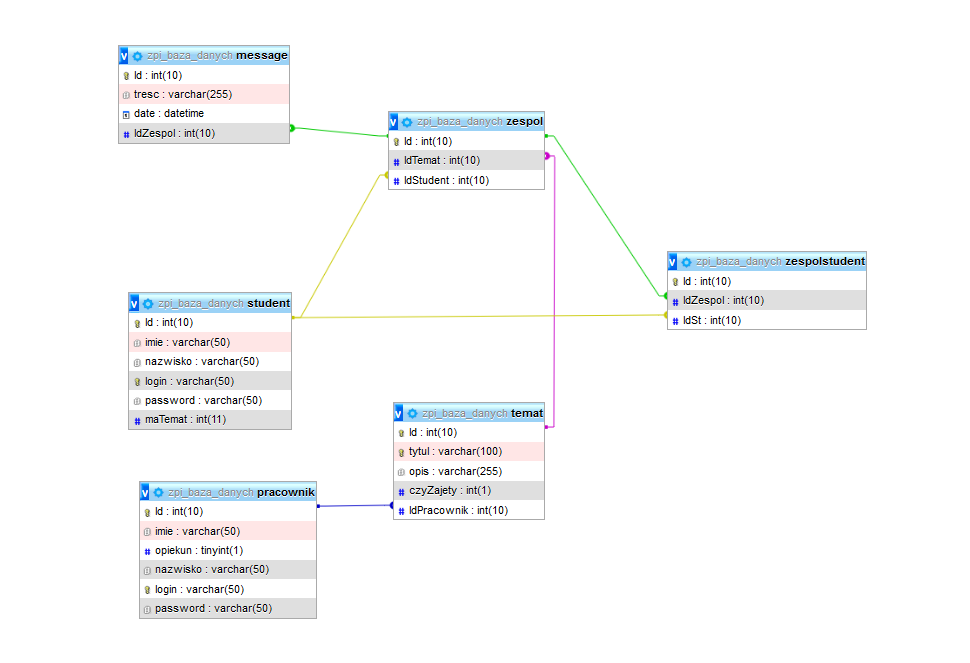 v zpi_baza_danych message
Id : int(10)
tresc : varchar(255)
date : datetime
# IdZespol : int(10)
v zpi_baza_danych zespol
Id : int(10)
# IdTemat : int(10)
# IdStudent : int(10)
v zpi_baza_danych zespolstudent
Id : int(10)
# IdZespol : int(10)
# IdSt : int(10)
v zpi_baza_danych student
Id : int(10)
imie : varchar(50)
nazwisko : varchar(50)
login : varchar(50)
password : varchar(50)
# maTemat : int(11)
v zpi_baza_danych temat
Id : int(10)
tytul : varchar(100)
opis : varchar(255)
# czyZajety : int(1)
# IdPracownik : int(10)
v zpi_baza_danych pracownik
Id : int(10)
imie : varchar(50)
# opiekun : tinyint(1)
nazwisko : varchar(50)
login : varchar(50)
password : varchar(50)